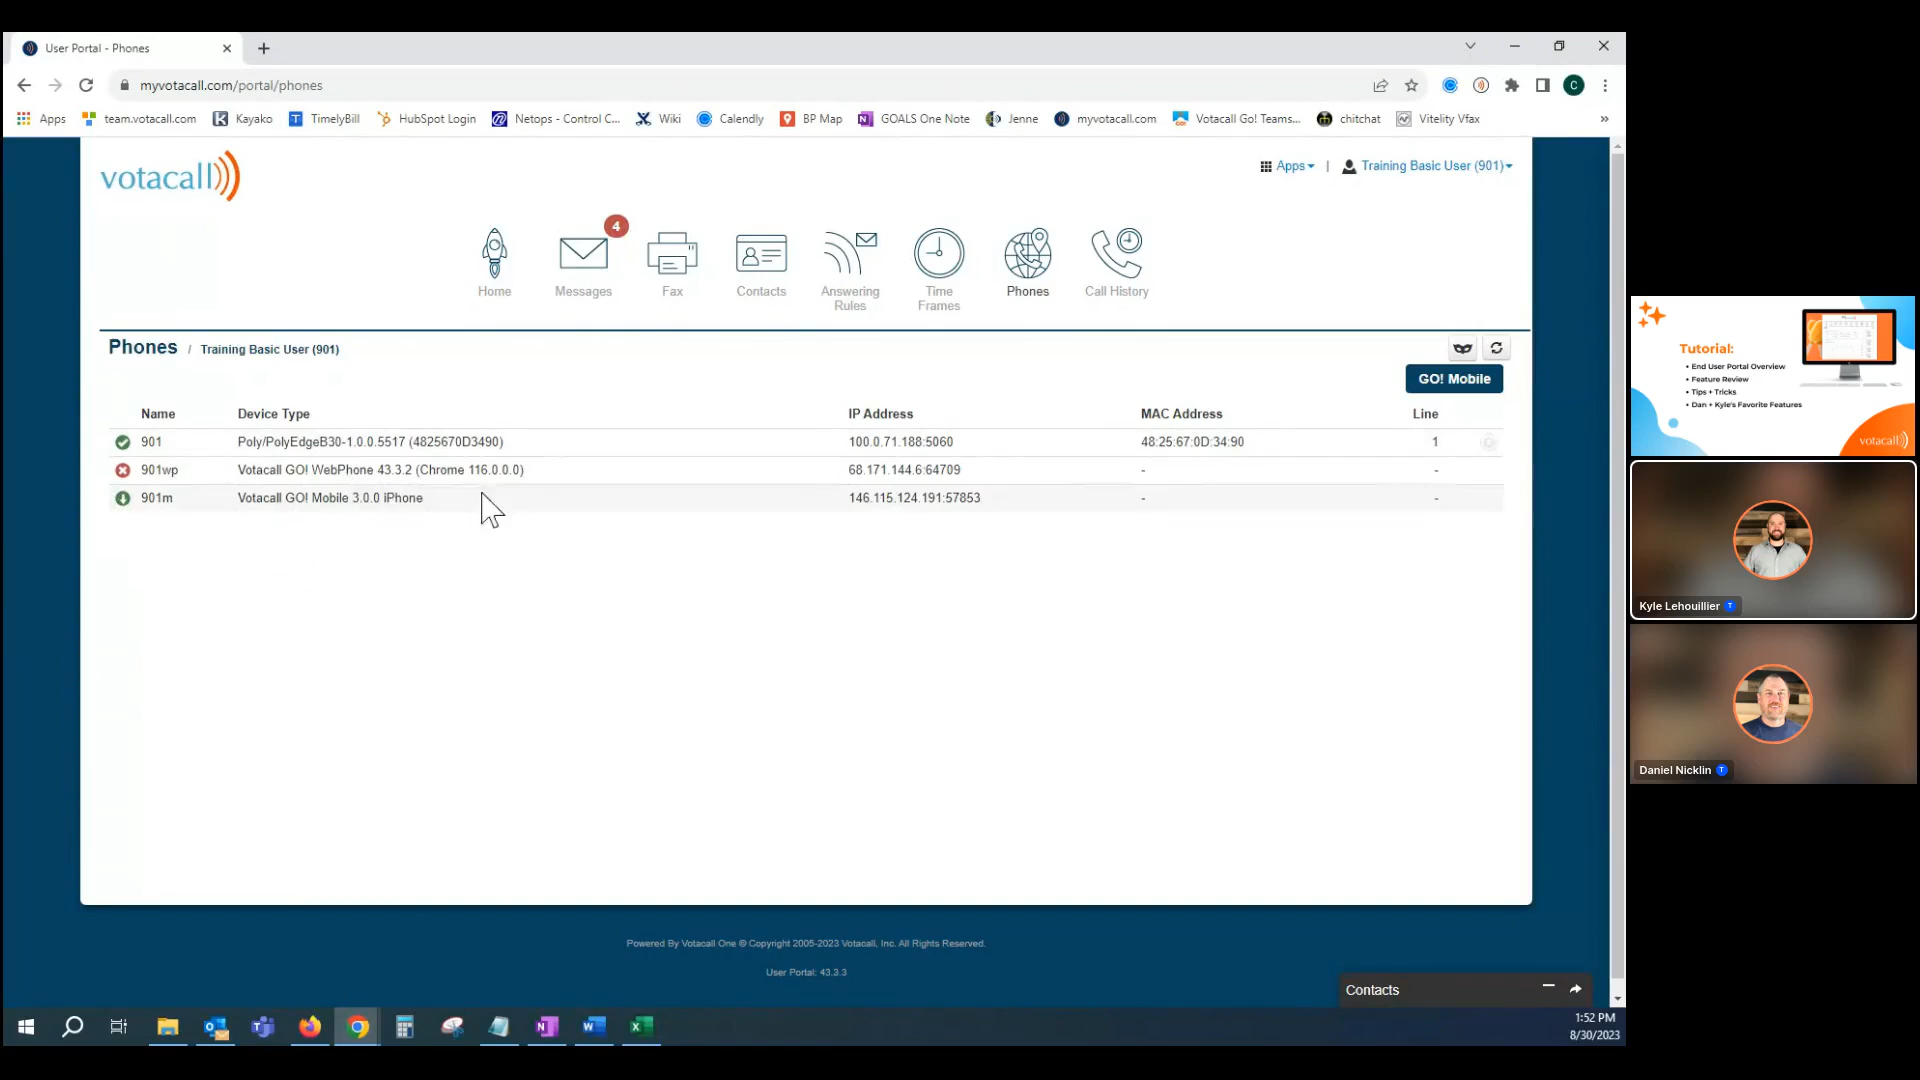 User Portal - Phones
myvotacall.com/portal/phones
C
Apps
team.votacall.com
Kayako
TimelyBill
HubSpot Login
Netops - Control C...
Wiki
Calendly
BP Map
GOALS One Note
Jenne
myvotacall.com
Votacall Go! Teams...
chitchat
Vitelity Vfax
»
votacall
Apps
|
Training Basic User (901)
4
Home
Messages
Fax
Contacts
Answering
Rules
Time
Frames
Phones
Call History
Phones / Training Basic User (901)
GO! Mobile
Name Device Type IP Address MAC Address Line
901 Poly/PolyEdgeB30-1.0.0.5517 (4825670D3490) 100.0.71.188:5060 48:25:67:0D:34:90 1
901wp Votacall GO! WebPhone 43.3.2 (Chrome 116.0.0.0) 68.171.144.6:64709 - -
901m Votacall GO! Mobile 3.0.0 iPhone 146.115.124.191:57853 - -
Powered By Votacall One © Copyright 2005-2023 Votacall, Inc. All Rights Reserved.
User Portal: 43.3.3
Contacts
1:52 PM
8/30/2023
Tutorial:
• End User Portal Overview
• Feature Review
• Tips + Tricks
• Dan + Kyle's Favorite Features
votacall
Kyle Lehouillier T
Daniel Nicklin T